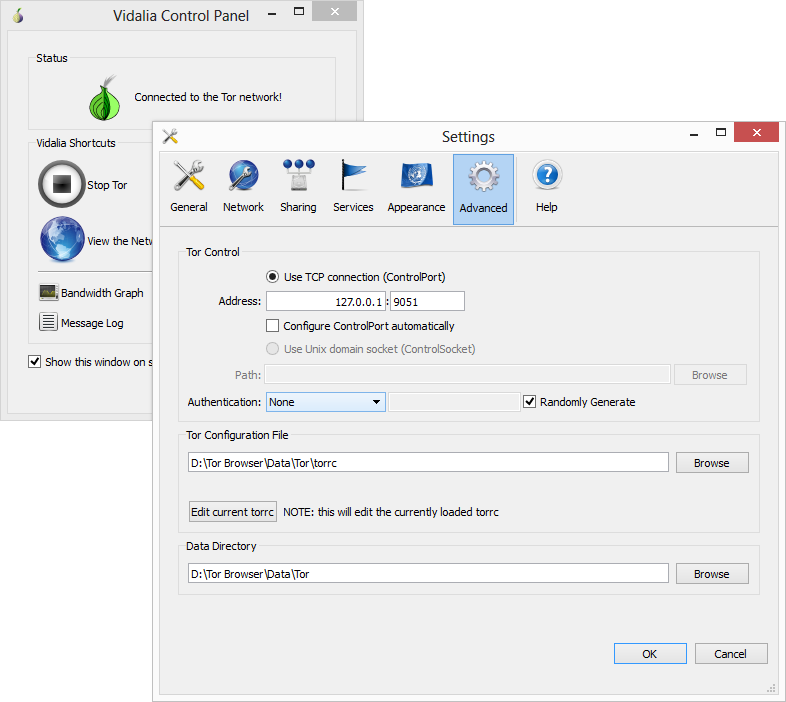 Vidalia Control Panel
Status
Connected to the Tor network!
Vidalia Shortcuts
Stop Tor
View the Netw
Bandwidth Graph
Message Log
Show this window on s
Settings
General Network Sharing Services Appearance Advanced Help
Tor Control
Use TCP connection (ControlPort)
Address: 127.0.0.1 : 9051
Configure ControlPort automatically
Use Unix domain socket (ControlSocket)
Path: Browse
Authentication: None Randomly Generate
Tor Configuration File
D:\Tor Browser\Data\Tor\torrc Browse
Edit current torrc NOTE: this will edit the currently loaded torrc
Data Directory
D:\Tor Browser\Data\Tor Browse
OK Cancel